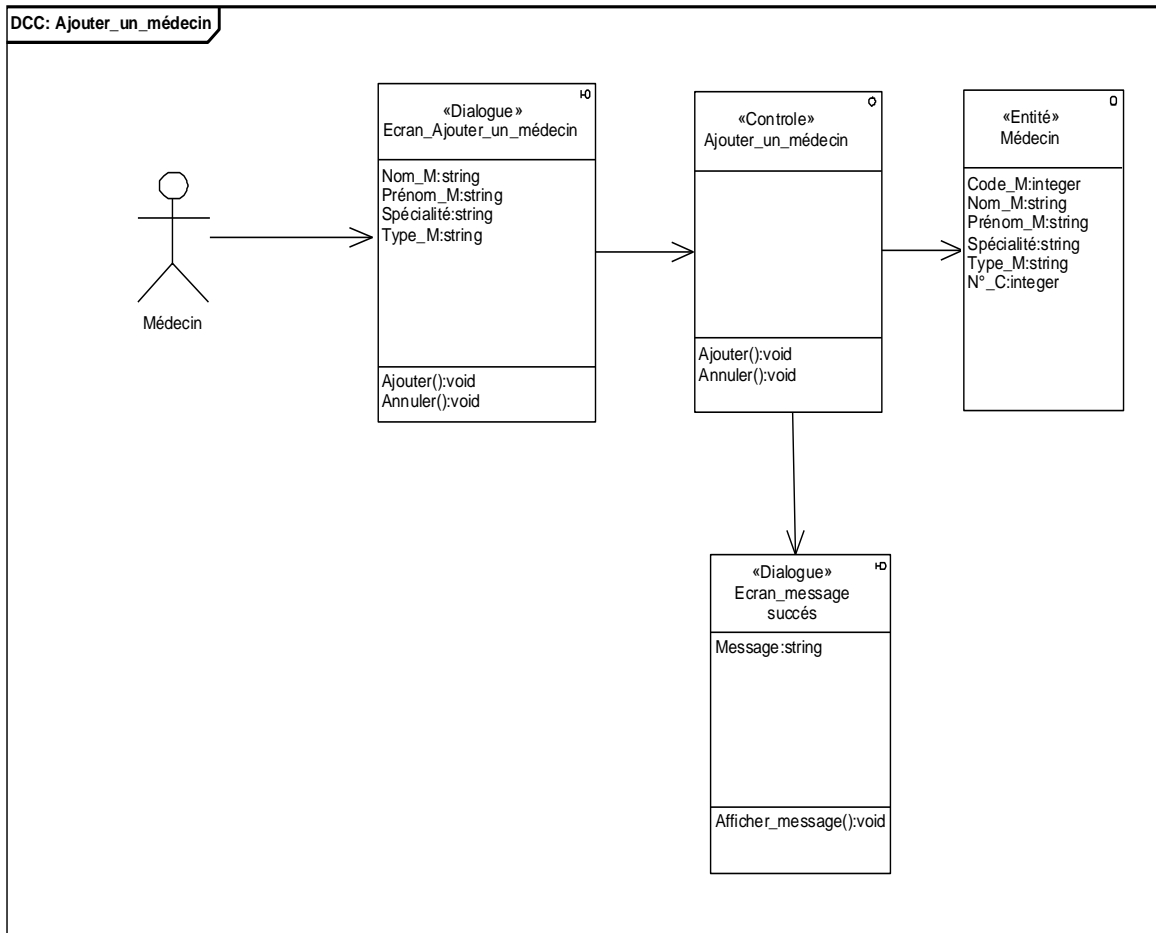 DCC: Ajouter_un_médecin
Médecin
«Dialogue»
Ecran_Ajouter_un_médecin
Nom_M:string
Prénom_M:string
Spécialité:string
Type_M:string
Ajouter():void
Annuler():void
«Controle»
Ajouter_un_médecin
Ajouter():void
Annuler():void
«Entité»
Médecin
Code_M:integer
Nom_M:string
Prénom_M:string
Spécialité:string
Type_M:string
N°_C:integer
«Dialogue»
Ecran_message
succés
Message:string
Afficher_message():void